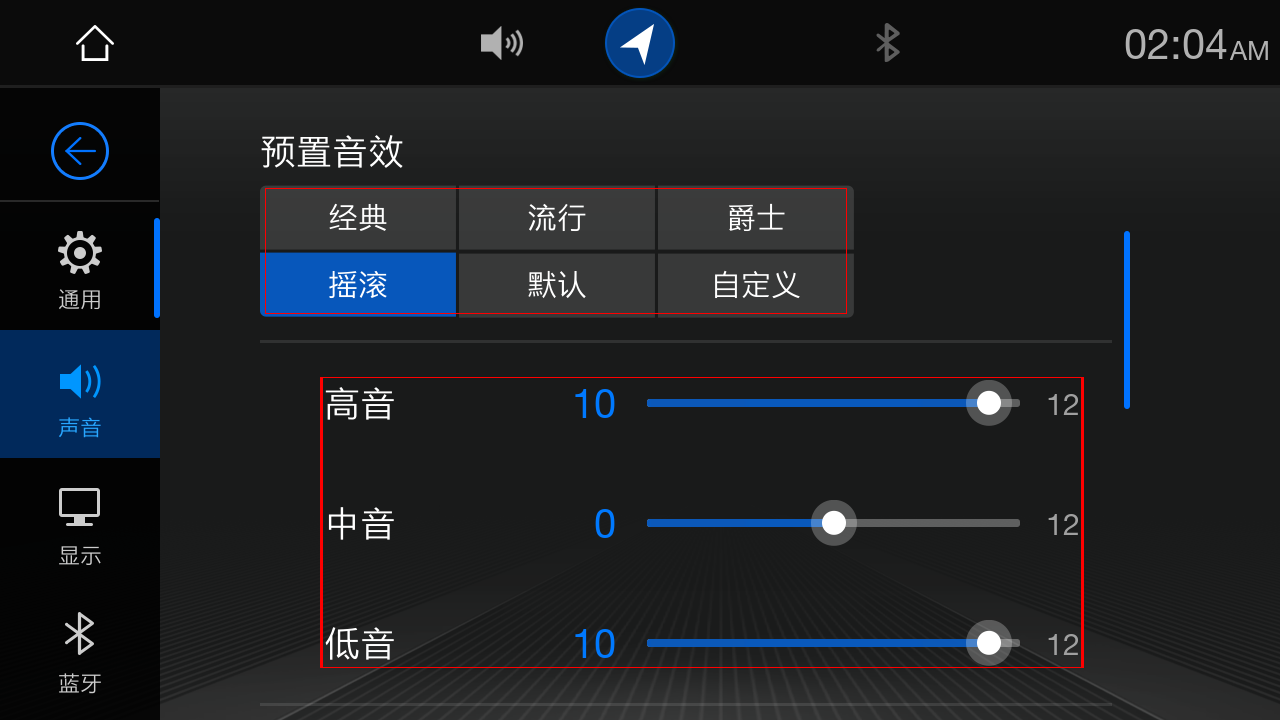 02:04AM
预置音效
经典 流行 爵士
摇滚 默认 自定义
通用
声音
显示
蓝牙
高音 10 12
中音 0 12
低音 10 12